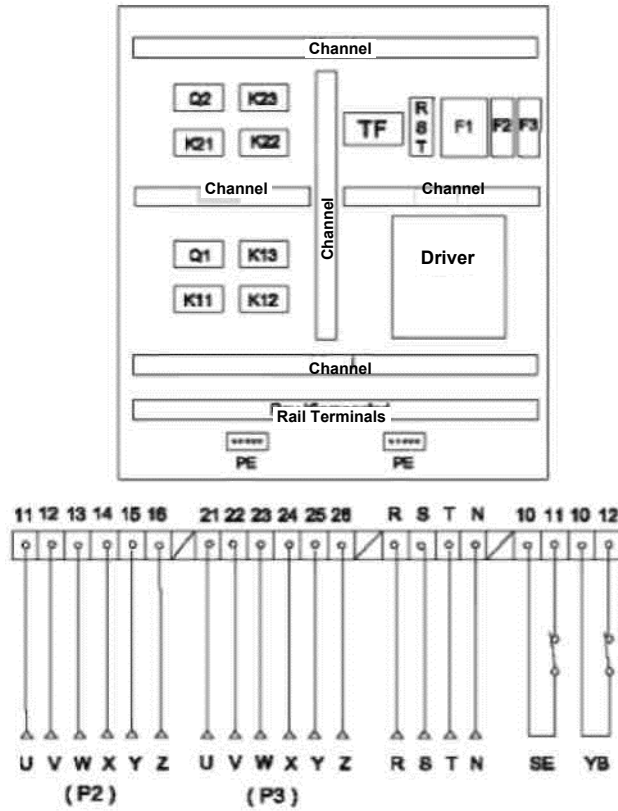 Channel
Q2 K23
K21 K22
TF
RST
F1 F2 F3
Channel
Channel
Channel
Q1 K13
K11 K12
Driver
Channel
Rail Terminals
PE PE
11 12 13 14 15 16 21 22 23 24 25 26 R S T N 10 11 10 12
U V W X Y Z U V W X Y Z R S T N SE YB
(P2) (P3)